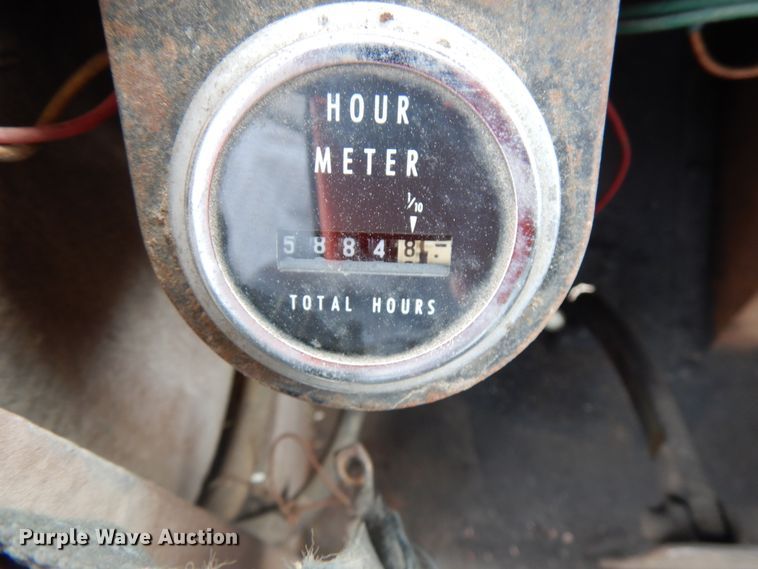 HOUR
METER
1/10
58848
TOTAL HOURS
Purple Wave Auction